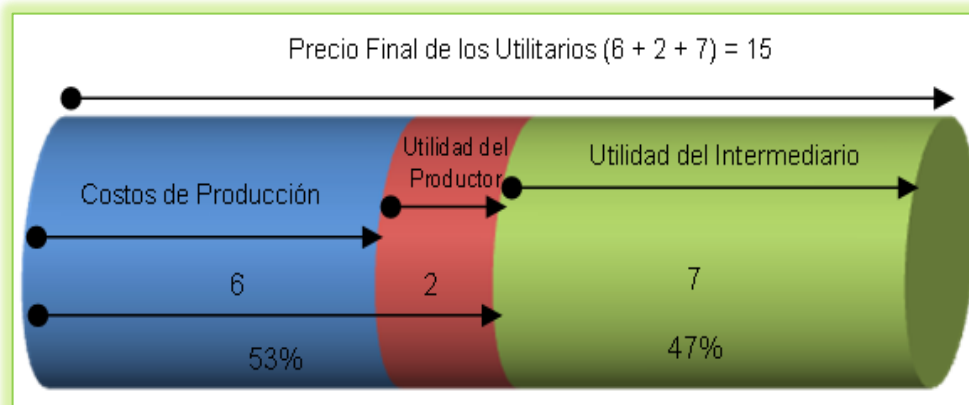 Precio Final de los Utilitarios (6 + 2 + 7) = 15
Costos de Producción
Utilidad del
Productor
Utilidad del Intermediario
6
2
7
53%
47%